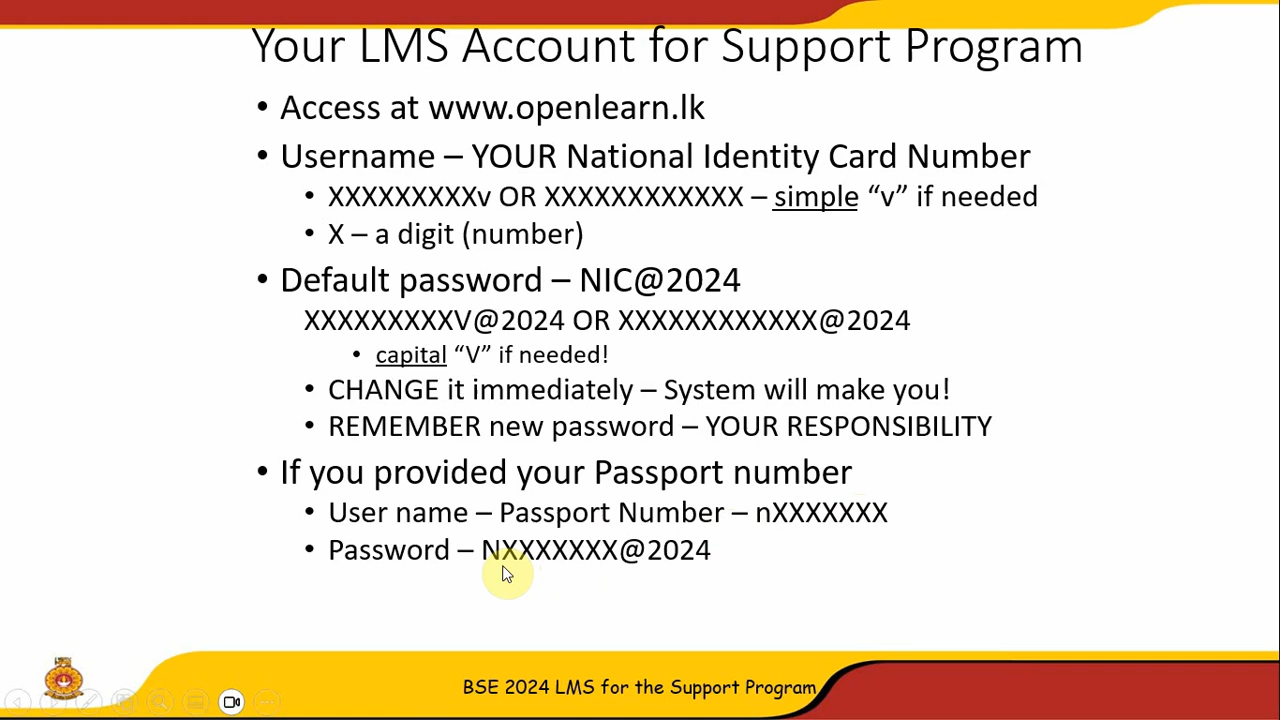 Your LMS Account for Support Program
• Access at www.openlearn.lk
• Username – YOUR National Identity Card Number
• XXXXXXXXXv OR XXXXXXXXXXXX – simple “v” if needed
• X – a digit (number)
• Default password – NIC@2024
XXXXXXXXXV@2024 OR XXXXXXXXXXXX@2024
• capital “V” if needed!
• CHANGE it immediately – System will make you!
• REMEMBER new password – YOUR RESPONSIBILITY
• If you provided your Passport number
• User name – Passport Number – nXXXXXXX
• Password – NXXXXXXX@2024
BSE 2024 LMS for the Support Program